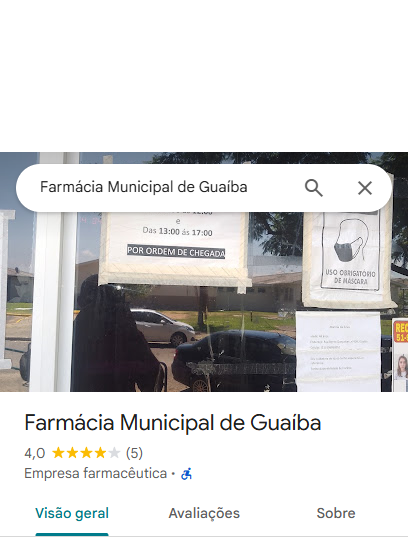 Farmácia Municipal de Guaíba
e
Das 13:00 ás 17:00
POR ORDEM DE CHEGADA
USO OBRIGATÓRIO
DE MÁSCARA
Farmácia Municipal de Guaíba
4,0 (5)
Empresa farmacêutica ·
Visão geral Avaliações Sobre